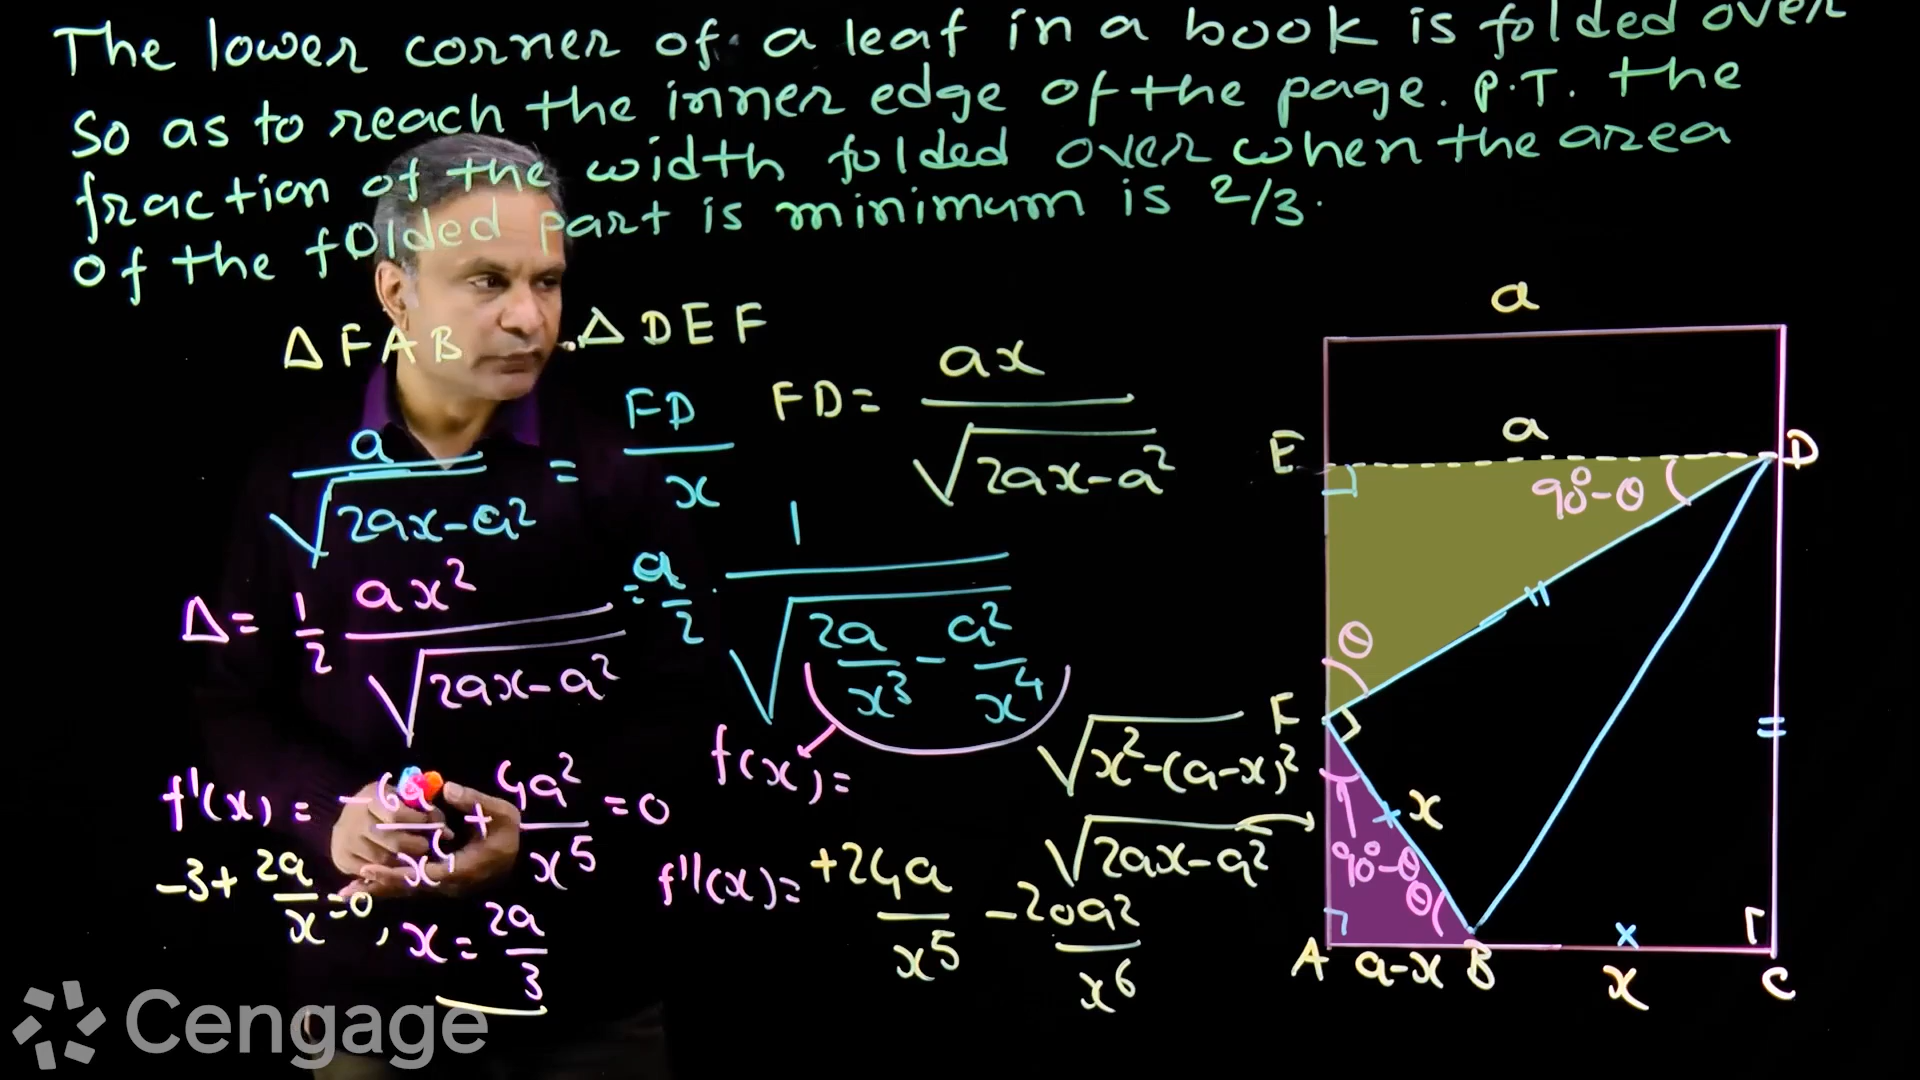 The lower corner of a leaf in a book is folded over
so as to reach the inner edge of the page. P.T. the
fraction of the width folded over when the area
of the folded part is minimum is 2/3.
Δ FAB ΔDEF
a/√(2ax-a²) = FD/x
FD = ax/√(2ax-a²)
Δ = 1/2 ax²/√(2ax-a²) = a/2 · 1/√(2a/x³ - a²/x⁴)
f(x) =
√(x²-(a-x)²)
√(2ax-a²)
f'(x) = -6a/x⁴ + 4a²/x⁵ = 0
-3+2a/x=0, x = 2a/3
f''(x) = +24a/x⁵ - 20a²/x⁶
a
E a D
90°-θ
θ
F
x
90°-θ
θ
A a-x B x C
Cengage